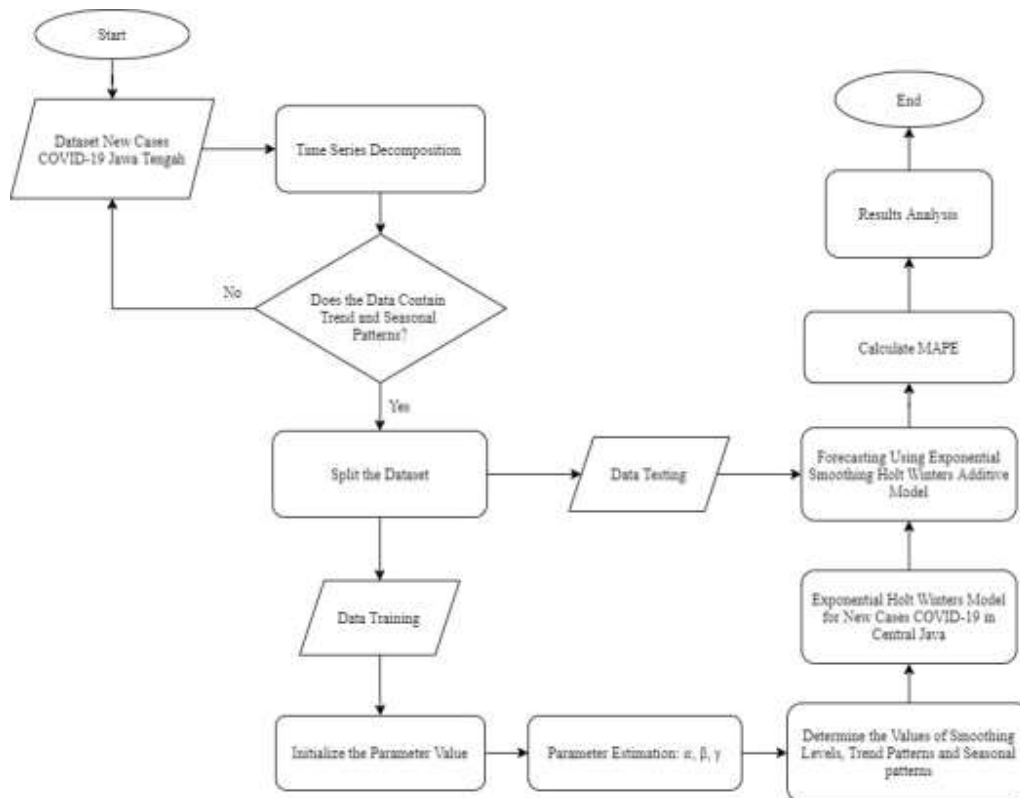 Start
Dataset New Cases
COVID-19 Jawa Tengah
Time Series Decomposition
Does the Data Contain
Trend and Seasonal
Patterns?
No
Yes
Split the Dataset
Data Testing
Data Training
Initialize the Parameter Value
Parameter Estimation: α, β, γ
Determine the Values of Smoothing
Levels, Trend Patterns and Seasonal
patterns
Exponential Holt Winters Model
for New Cases COVID-19 in
Central Java
Forecasting Using Exponential
Smoothing Holt Winters Additive
Model
Calculate MAPE
Results Analysis
End